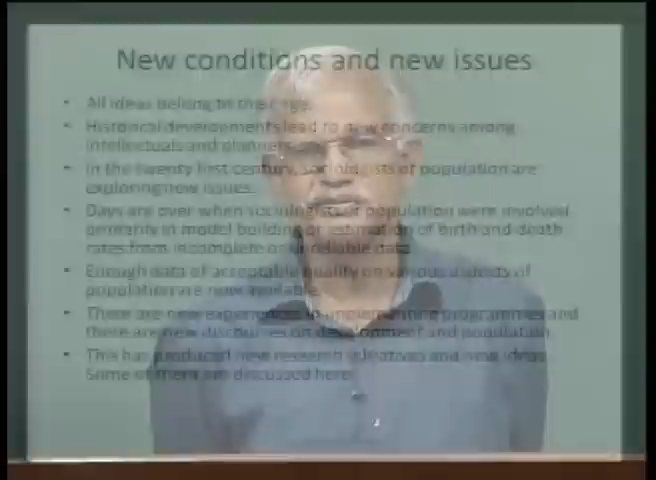 New conditions and new issues
• All ideas belong to their age.
• Historical developments lead to new concerns among
intellectuals and planners.
• In the twenty first century, sociologists of population are
exploring new issues.
• Days are over when sociologists of population were involved
primarily in model building or estimation of birth and death
rates from incomplete or unreliable data.
• Enough data of acceptable quality on various aspects of
population are now available.
• There are new experiences in implementing programmes and
there are new discourses on development and population.
• This has produced new research initiatives and new ideas.
Some of them are discussed here.